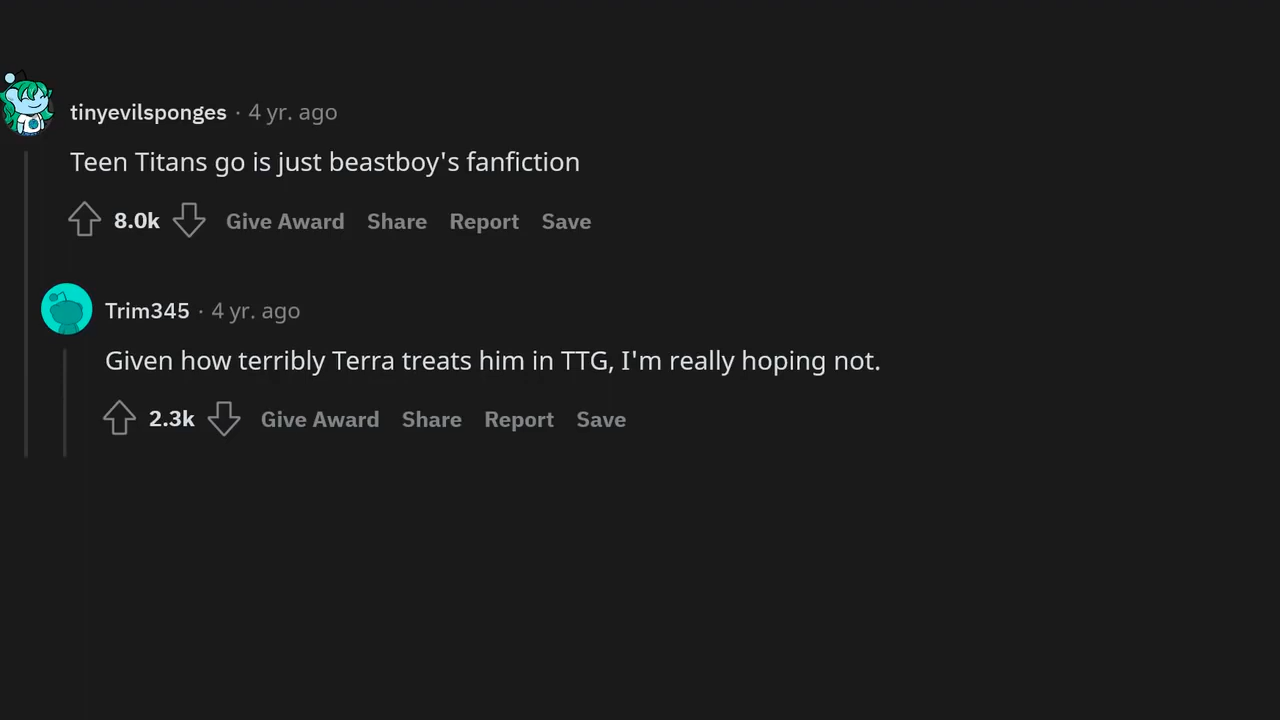 tinyevilsponges · 4 yr. ago
Teen Titans go is just beastboy's fanfiction
8.0k Give Award Share Report Save
Trim345 · 4 yr. ago
Given how terribly Terra treats him in TTG, I'm really hoping not.
2.3k Give Award Share Report Save